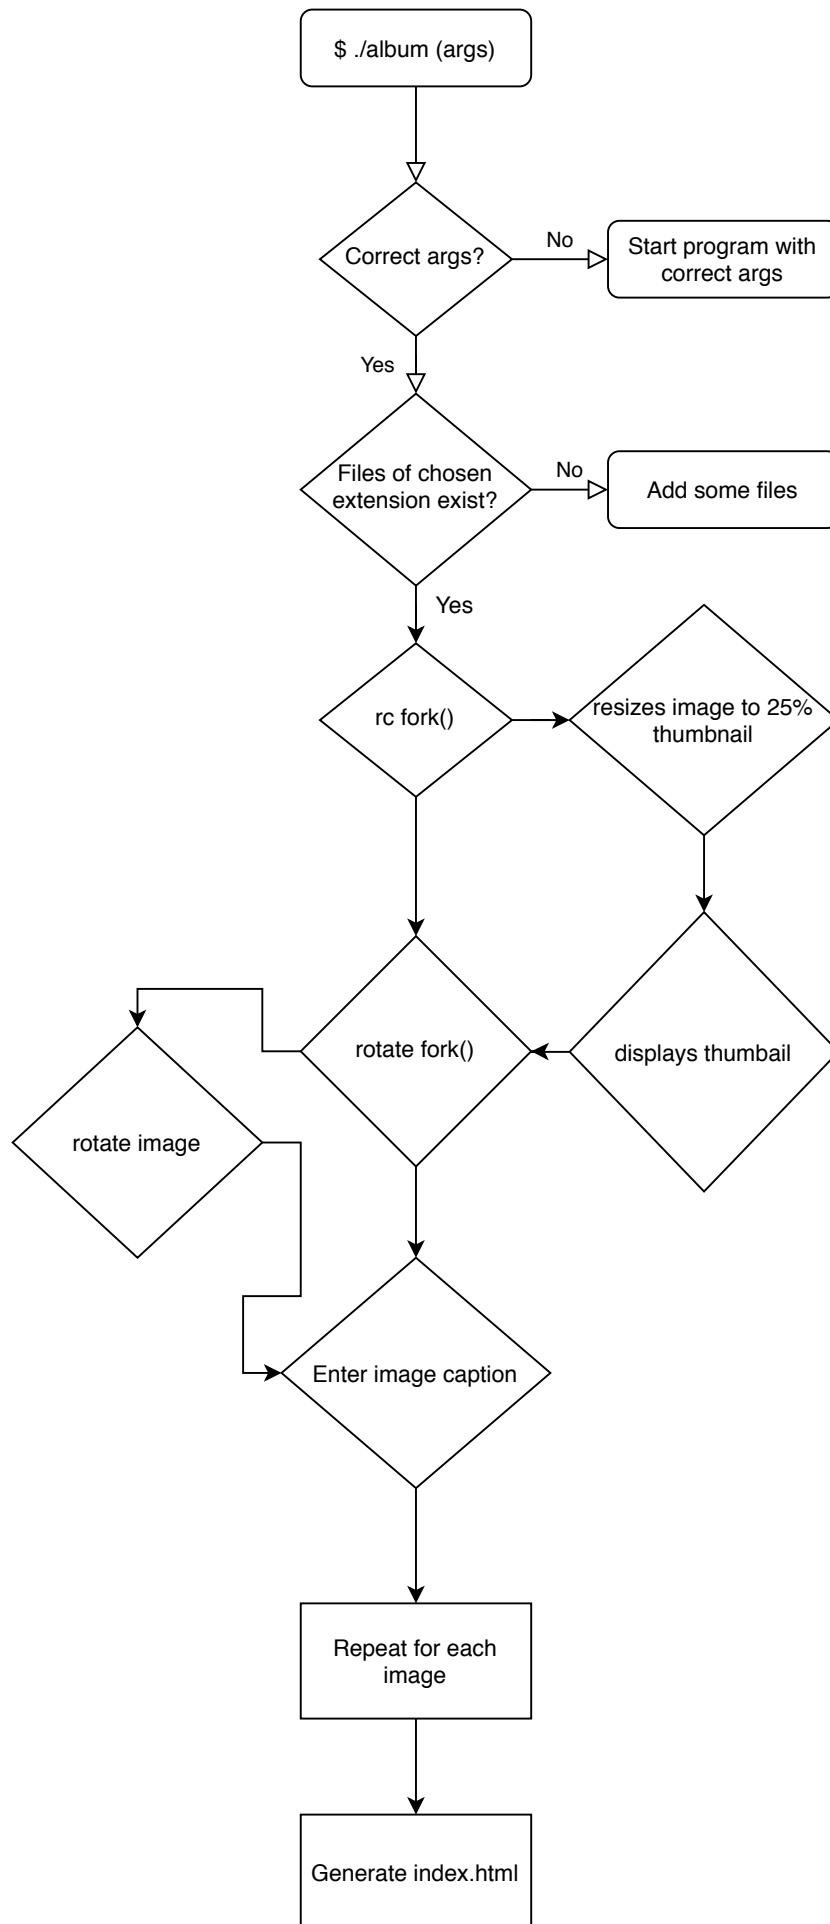 $ ./album (args)
Correct args?
No
Start program with
correct args
Yes
Files of chosen
extension exist?
No
Add some files
Yes
rc fork()
resizes image to 25%
thumbnail
rotate fork()
displays thumbail
rotate image
Enter image caption
Repeat for each
image
Generate index.html